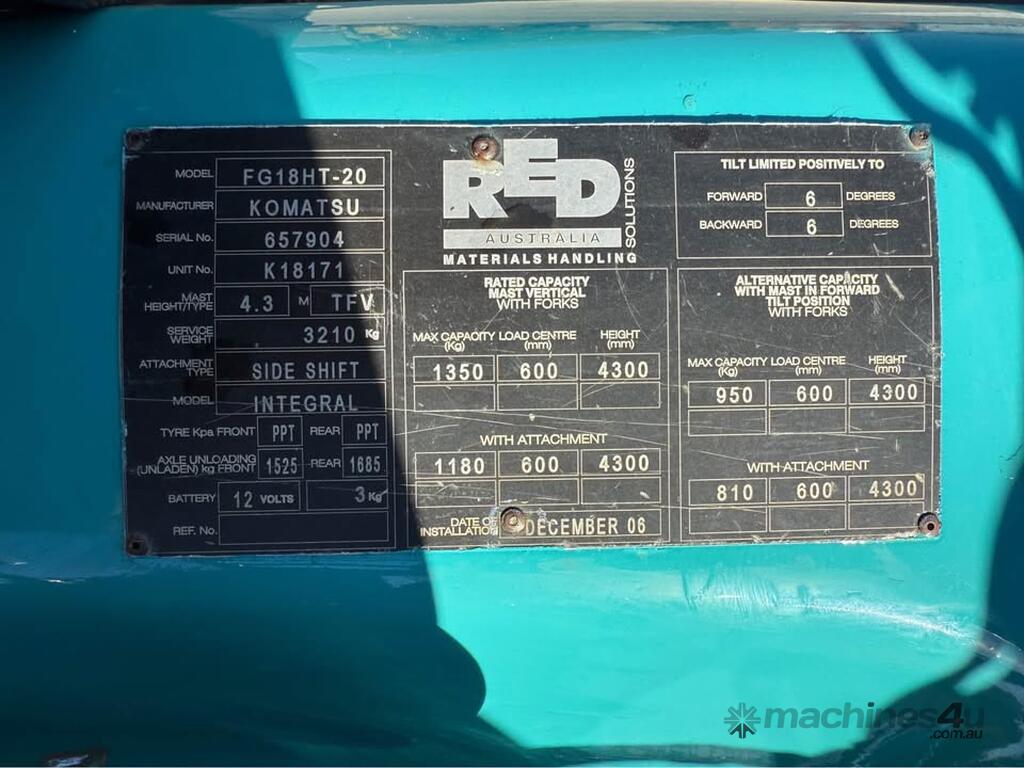 MODEL FG18HT-20
MANUFACTURER KOMATSU
SERIAL No. 657904
UNIT No. K18171
MAST HEIGHT/TYPE 4.3 M TFV
SERVICE WEIGHT 3210 Kg
ATTACHMENT TYPE SIDE SHIFT
MODEL INTEGRAL
TYRE Kpa FRONT PPT REAR PPT
AXLE UNLOADING
(UNLADEN) kg FRONT 1525 REAR 1685
BATTERY 12 VOLTS 3 Kg
REF. No.
RED
SOLUTIONS
AUSTRALIA
MATERIALS HANDLING
RATED CAPACITY
MAST VERTICAL
WITH FORKS
MAX CAPACITY (Kg) LOAD CENTRE (mm) HEIGHT (mm)
1350 600 4300
WITH ATTACHMENT
1180 600 4300
DATE OF INSTALLATION DECEMBER 06
TILT LIMITED POSITIVELY TO
FORWARD 6 DEGREES
BACKWARD 6 DEGREES
ALTERNATIVE CAPACITY
WITH MAST IN FORWARD
TILT POSITION
WITH FORKS
MAX CAPACITY (Kg) LOAD CENTRE (mm) HEIGHT (mm)
950 600 4300
WITH ATTACHMENT
810 600 4300
machines4u
.com.au